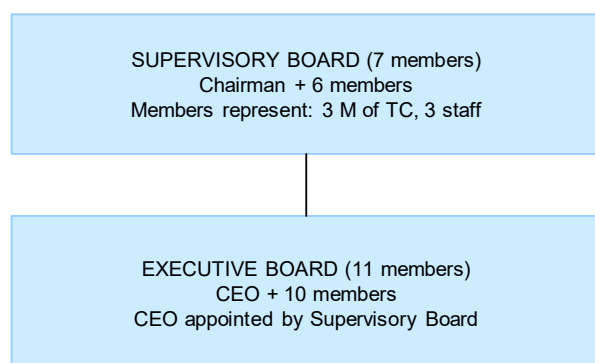 SUPERVISORY BOARD (7 members)
Chairman + 6 members
Members represent: 3 M of TC, 3 staff
EXECUTIVE BOARD (11 members)
CEO + 10 members
CEO appointed by Supervisory Board